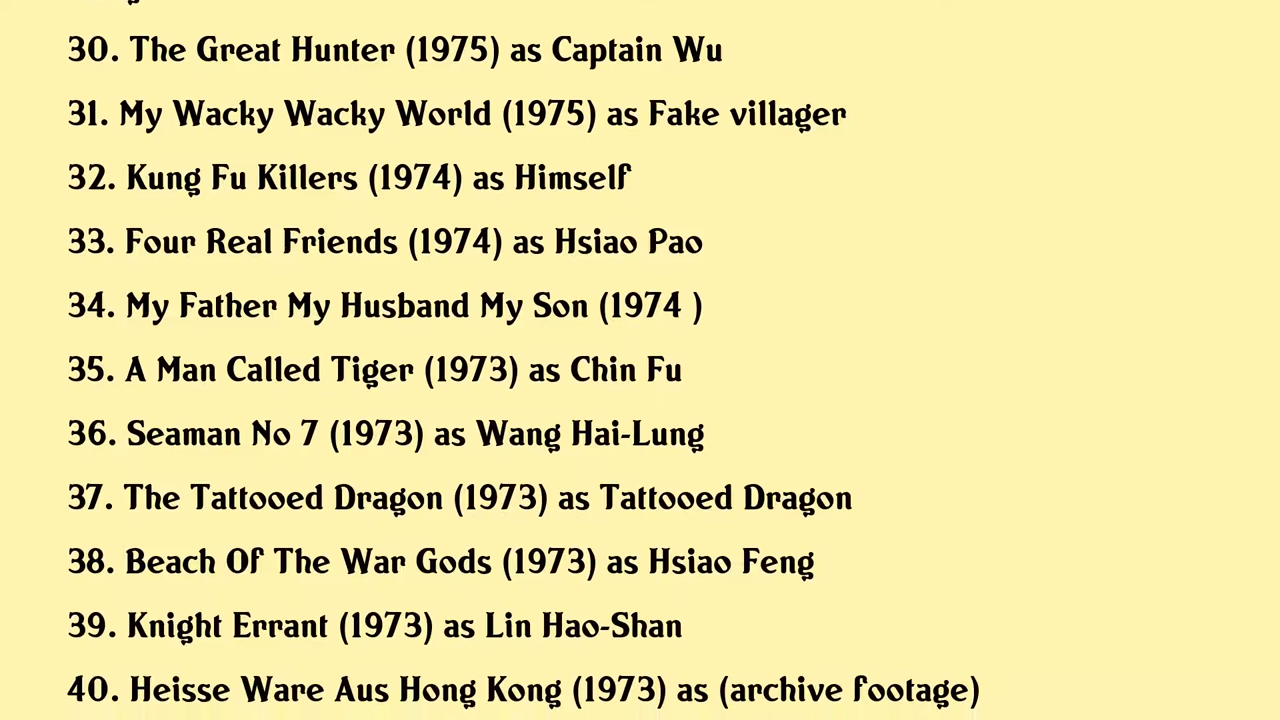 30. The Great Hunter (1975) as Captain Wu
31. My Wacky Wacky World (1975) as Fake villager
32. Kung Fu Killers (1974) as Himself
33. Four Real Friends (1974) as Hsiao Pao
34. My Father My Husband My Son (1974 )
35. A Man Called Tiger (1973) as Chin Fu
36. Seaman No 7 (1973) as Wang Hai-Lung
37. The Tattooed Dragon (1973) as Tattooed Dragon
38. Beach Of The War Gods (1973) as Hsiao Feng
39. Knight Errant (1973) as Lin Hao-Shan
40. Heisse Ware Aus Hong Kong (1973) as (archive footage)